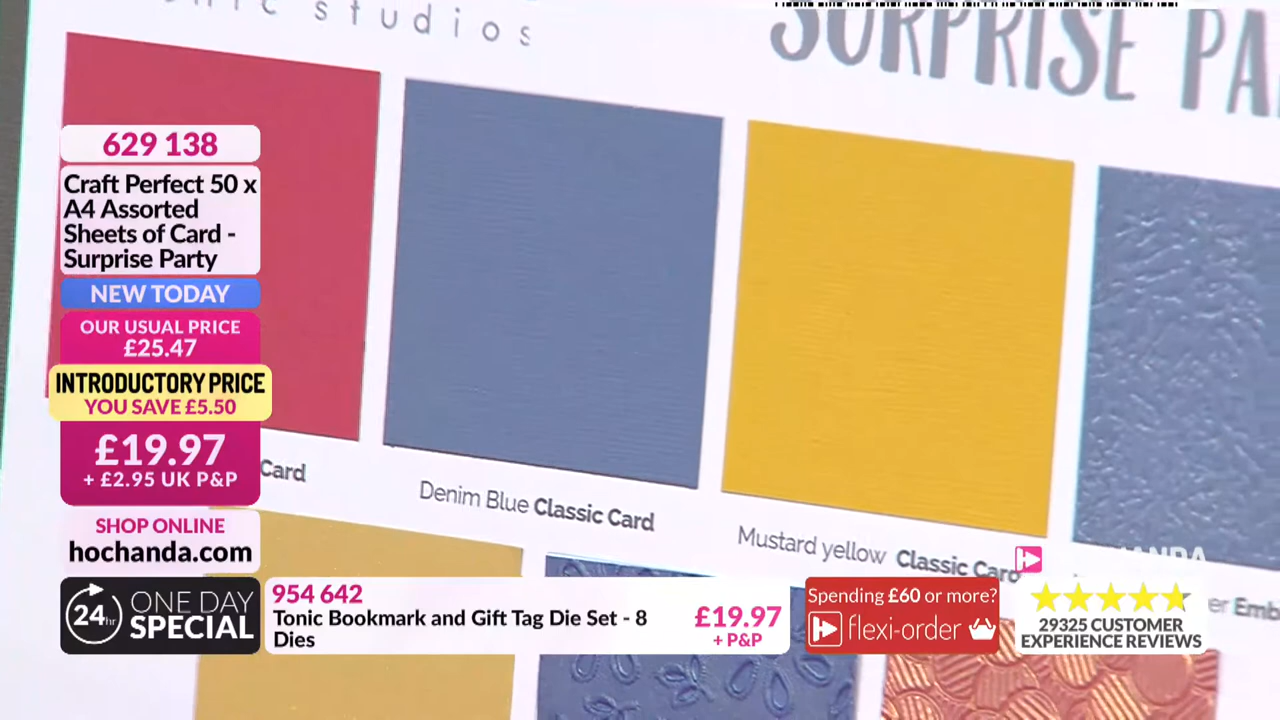 studios
SURPRISE
629 138
Craft Perfect 50 x
A4 Assorted
Sheets of Card -
Surprise Party
NEW TODAY
OUR USUAL PRICE
£25.47
INTRODUCTORY PRICE
YOU SAVE £5.50
£19.97
+ £2.95 UK P&P
SHOP ONLINE
hochanda.com
Card
Denim Blue Classic Card
Mustard yellow Classic Card
24hr
ONE DAY
SPECIAL
954 642
Tonic Bookmark and Gift Tag Die Set - 8
Dies
£19.97
+ P&P
Spending £60 or more?
flexi-order
29325 CUSTOMER
EXPERIENCE REVIEWS